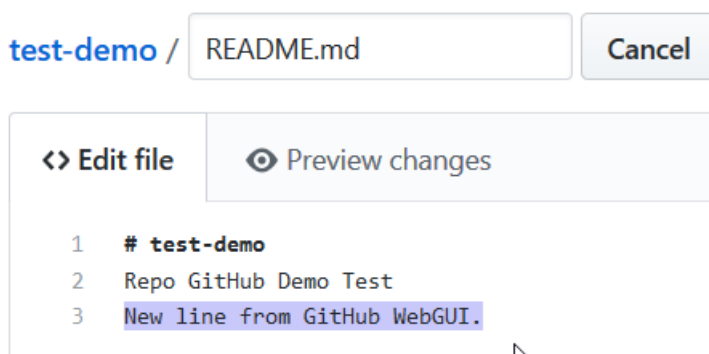 test-demo / README.md Cancel
<> Edit file Preview changes
1 # test-demo
2 Repo GitHub Demo Test
3 New line from GitHub WebGUI.